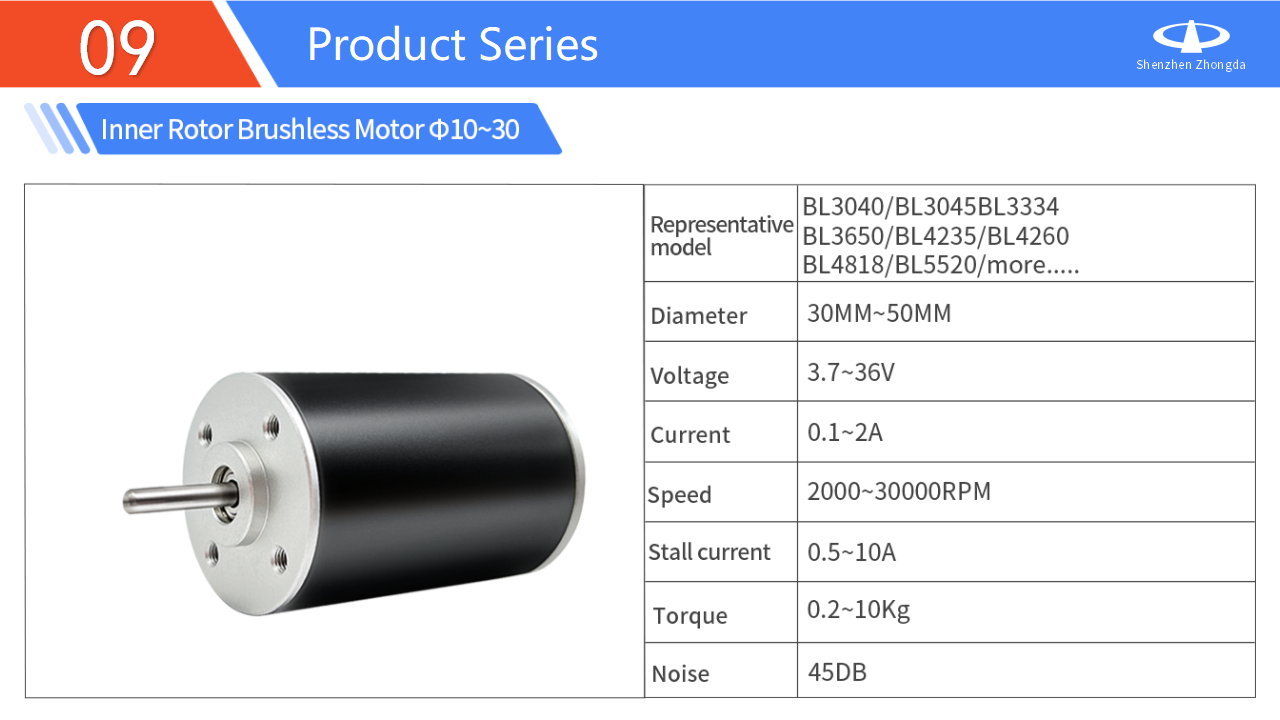 09
Product Series
Shenzhen Zhongda
Inner Rotor Brushless Motor Φ10~30
Representative
model
BL3040/BL3045BL3334
BL3650/BL4235/BL4260
BL4818/BL5520/more.....
Diameter
30MM~50MM
Voltage
3.7~36V
Current
0.1~2A
Speed
2000~30000RPM
Stall current
0.5~10A
Torque
0.2~10Kg
Noise
45DB